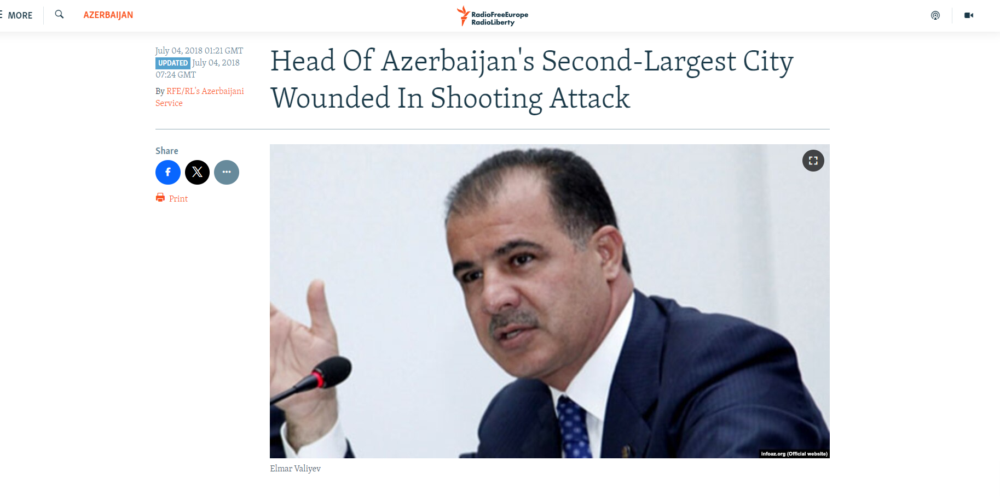 MORE
AZERBAIJAN
RadioFreeEurope
RadioLiberty
July 04, 2018 01:21 GMT
UPDATED July 04, 2018
07:24 GMT
By RFE/RL's Azerbaijani
Service
Head Of Azerbaijan's Second-Largest City
Wounded In Shooting Attack
Share
Print
infoaz.org (Official website)
Elmar Valiyev